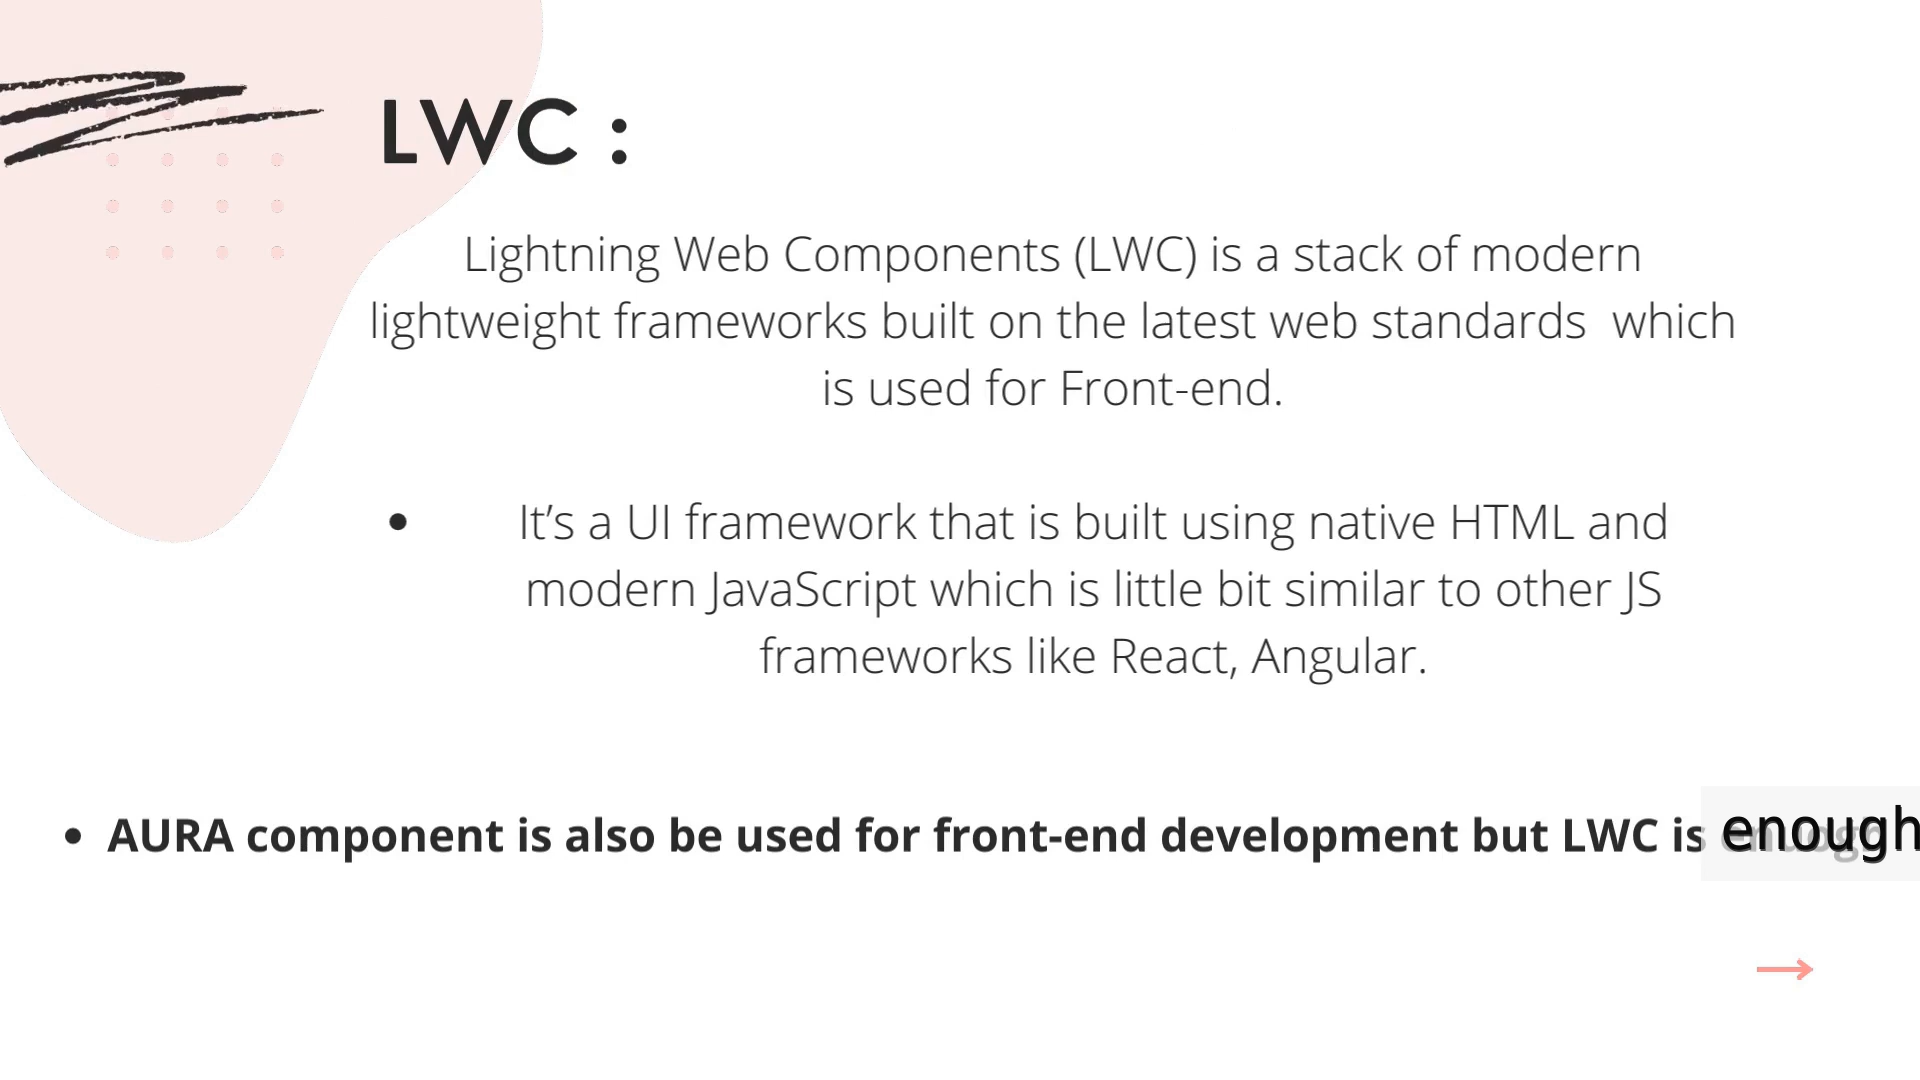 LWC :
Lightning Web Components (LWC) is a stack of modern
lightweight frameworks built on the latest web standards  which
is used for Front-end.
• It’s a UI framework that is built using native HTML and
modern JavaScript which is little bit similar to other JS
frameworks like React, Angular.
• AURA component is also be used for front-end development but LWC is enough